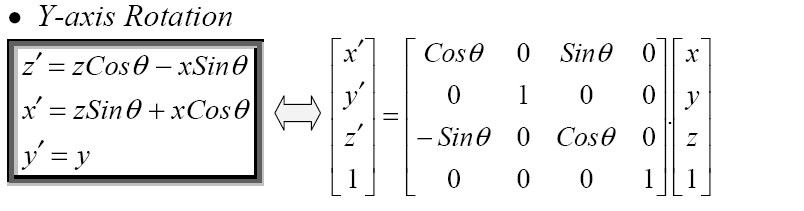 • Y-axis Rotation
z′ = zCosθ − xSinθ
x′ = zSinθ + xCosθ
y′ = y
[x′] [Cosθ 0 Sinθ 0] [x]
[y′] = [0 1 0 0] . [y]
[z′] [−Sinθ 0 Cosθ 0] [z]
[1] [0 0 0 1] [1]